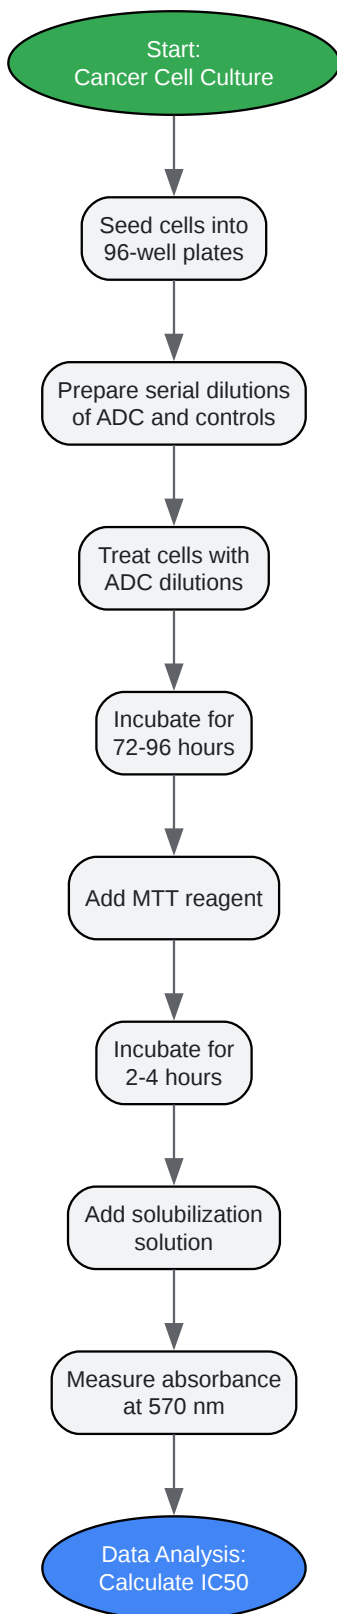 Start:
Cancer Cell Culture
Seed cells into
96-well plates
Prepare serial dilutions
of ADC and controls
Treat cells with
ADC dilutions
Incubate for
72-96 hours
Add MTT reagent
Incubate for
2-4 hours
Add solubilization
solution
Measure absorbance
at 570 nm
Data Analysis:
Calculate IC50